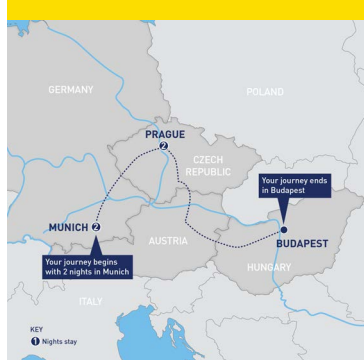 GERMANY
POLAND
PRAGUE
2
CZECH
REPUBLIC
Your journey ends
in Budapest
MUNICH 2
AUSTRIA
BUDAPEST
HUNGARY
Your journey begins
with 2 nights in Munich
ITALY
KEY
1 Nights stay